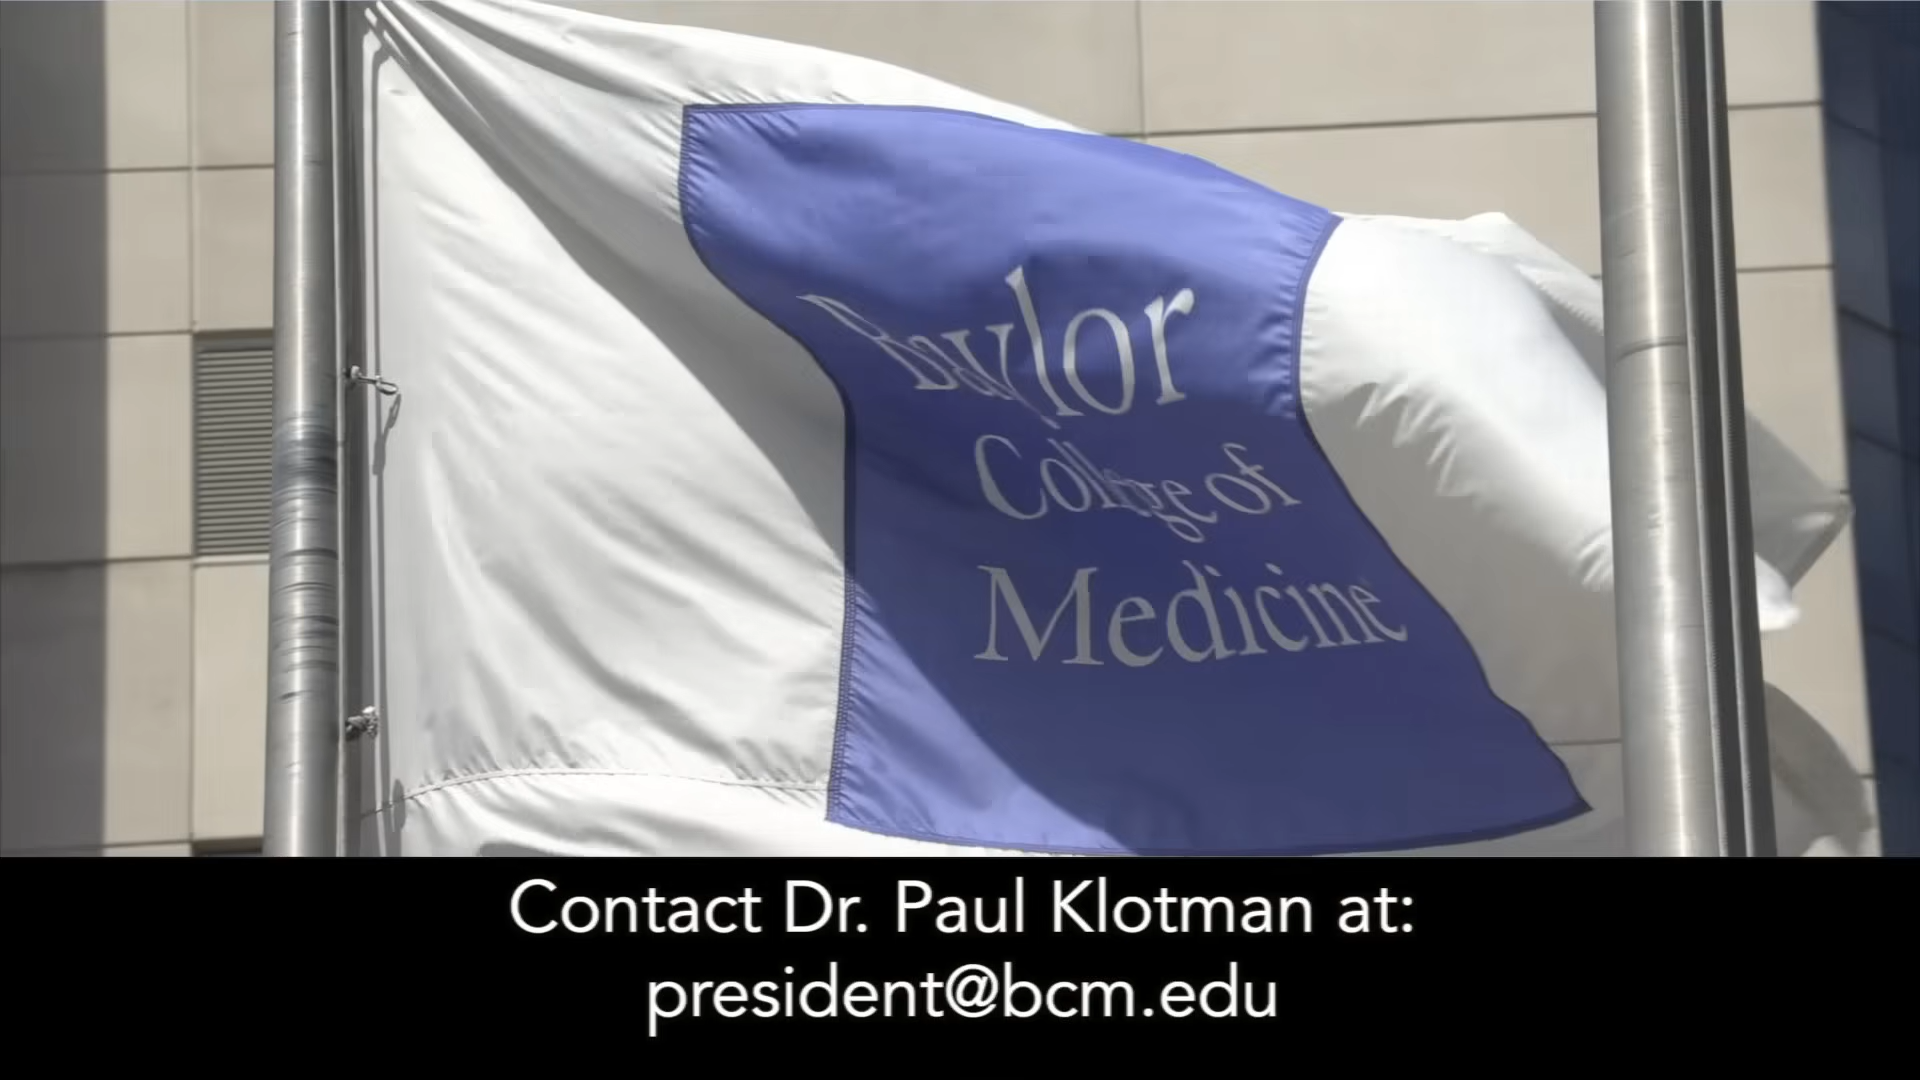 Baylor
College of
Medicine
Contact Dr. Paul Klotman at:
president@bcm.edu